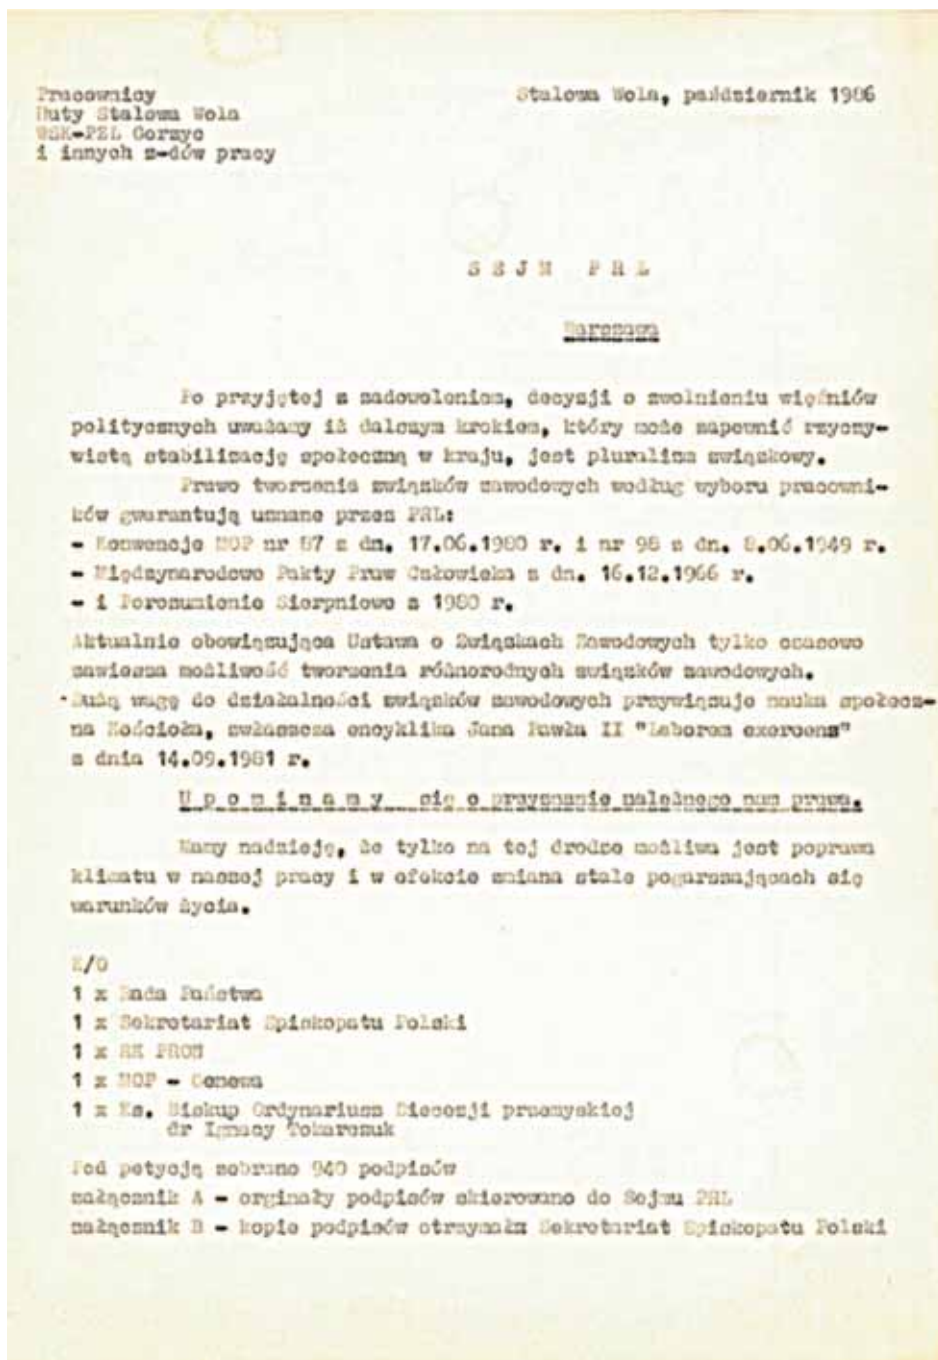 Pracownicy
Huty Stalowa Wola
WSK-PZL Gorzyc
i innych z-dów pracy
Stalowa Wola, październik 1986
S E J M P R L
Warszawa
Po przyjętej z zadowoleniem, decyzji o zwolnieniu więźniów
politycznych uważamy iż dalszym krokiem, który może zapewnić rzeczy-
wistą stabilizację społeczną w kraju, jest pluralizm związkowy.
Prawo tworzenia związków zawodowych według wyboru pracowni-
ków gwarantują uznane przez PRL:
- Konwencje MOP nr 87 z dn. 17.06.1980 r. i nr 98 z dn. 8.06.1949 r.
- Międzynarodowe Pakty Praw Człowieka z dn. 16.12.1966 r.
- i Porozumienie Sierpniowe z 1980 r.
Aktualnie obowiązująca Ustawa o Związkach Zawodowych tylko czasowo
zawiesza możliwość tworzenia różnorodnych związków zawodowych.
Dużą wagę do działalności związków zawodowych przywiązuje nauka społecz-
na Kościoła, zwłaszcza encyklika Jana Pawła II "Laborem exercens"
z dnia 14.09.1981 r.
U p o m i n a m y się o przyznanie należnego nam prawa.
Mamy nadzieję, że tylko na tej drodze możliwa jest poprawa
klimatu w naszej pracy i w efekcie zmiana stale pogarszającach się
warunków życia.
E/O
1 x Rada Państwa
1 x Sekretariat Episkopatu Polski
1 x RK PRON
1 x MOP - Genewa
1 x Ks. Biskup Ordynariusz Diecezji przemyskiej
dr Ignacy Tokarczuk
Pod petycją zebrano 940 podpisów
załącznik A - orginały podpisów skierowano do Sejmu PRL
załącznik B - kopie podpisów otrzymała Sekretariat Episkopatu Polski